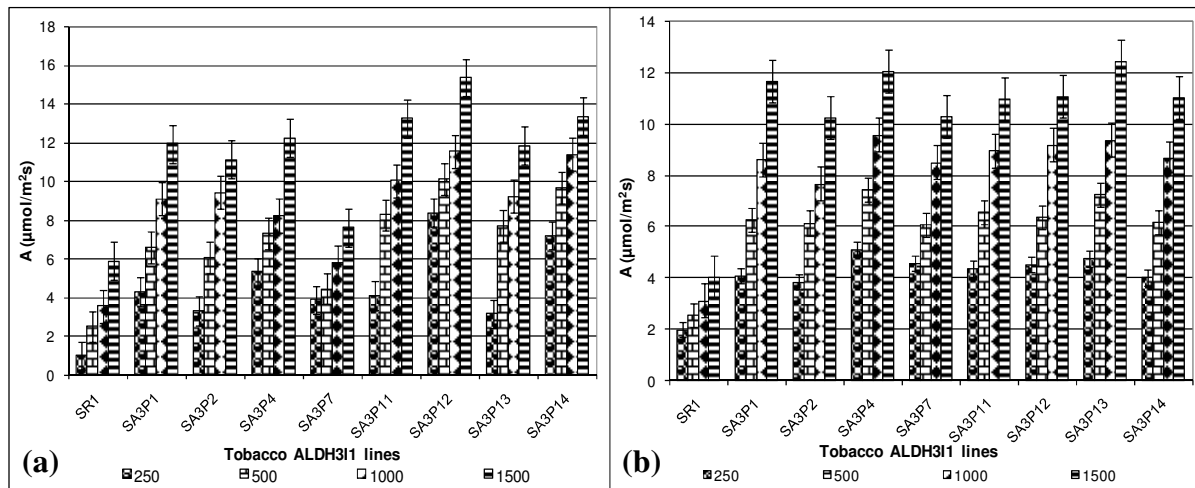 18
16
14
12
10
8
6
4
2
0
A (µmol/m²s)
SR1
SA3P1
SA3P2
SA3P4
SA3P7
SA3P11
SA3P12
SA3P13
SA3P14
(a)
Tobacco ALDH3I1 lines
250
500
1000
1500
14
12
10
8
6
4
2
0
A (µmol/m²s)
SR1
SA3P1
SA3P2
SA3P4
SA3P7
SA3P11
SA3P12
SA3P13
SA3P14
(b)
Tobacco ALDH3I1 lines
250
500
1000
1500